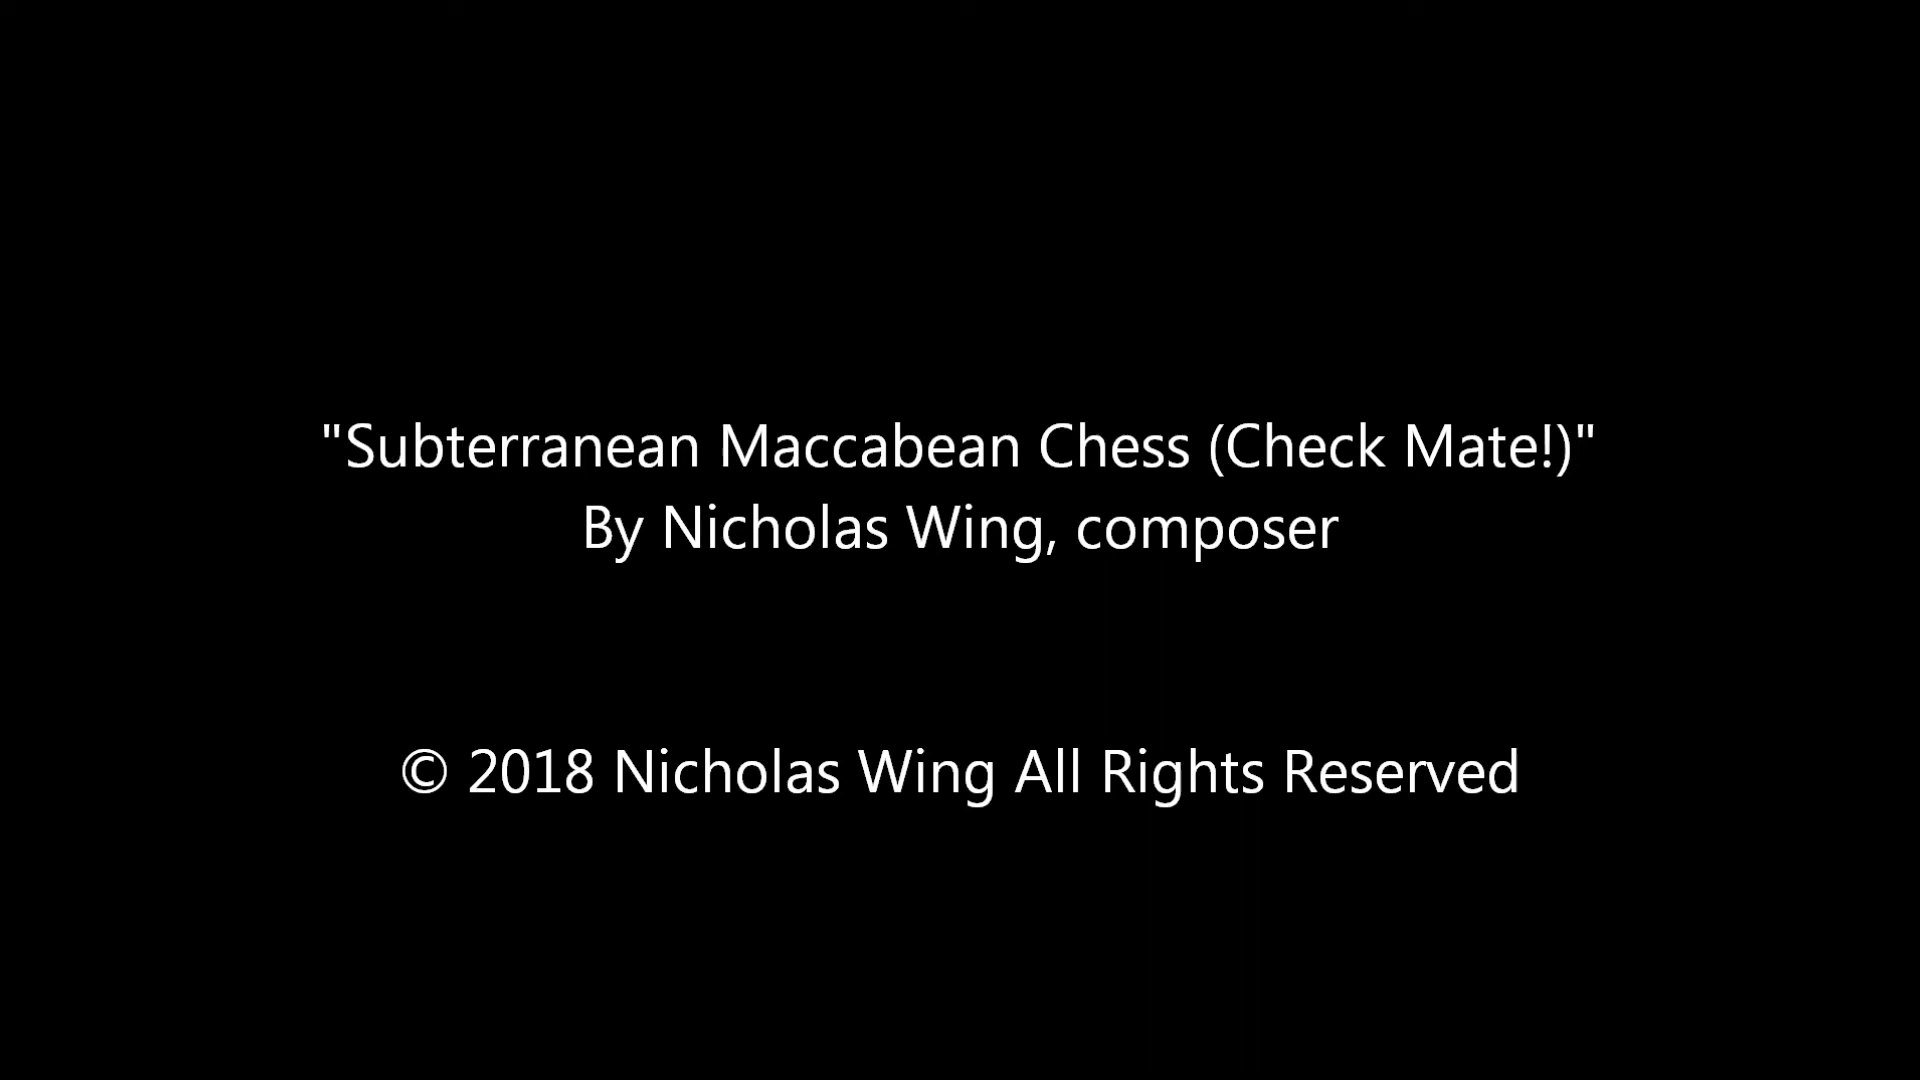 "Subterranean Maccabean Chess (Check Mate!)"
By Nicholas Wing, composer
© 2018 Nicholas Wing All Rights Reserved